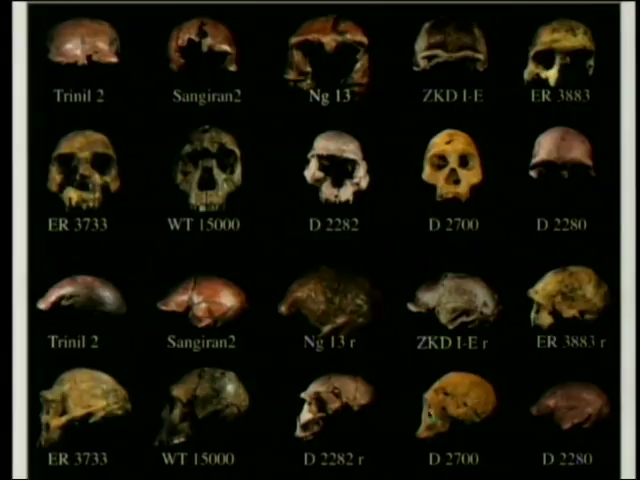 Trinil 2 Sangiran2 Ng 13 ZKD I-E ER 3883
ER 3733 WT 15000 D 2282 D 2700 D 2280
Trinil 2 Sangiran2 Ng 13 r ZKD I-E r ER 3883 r
ER 3733 WT 15000 D 2282 r D 2700 D 2280